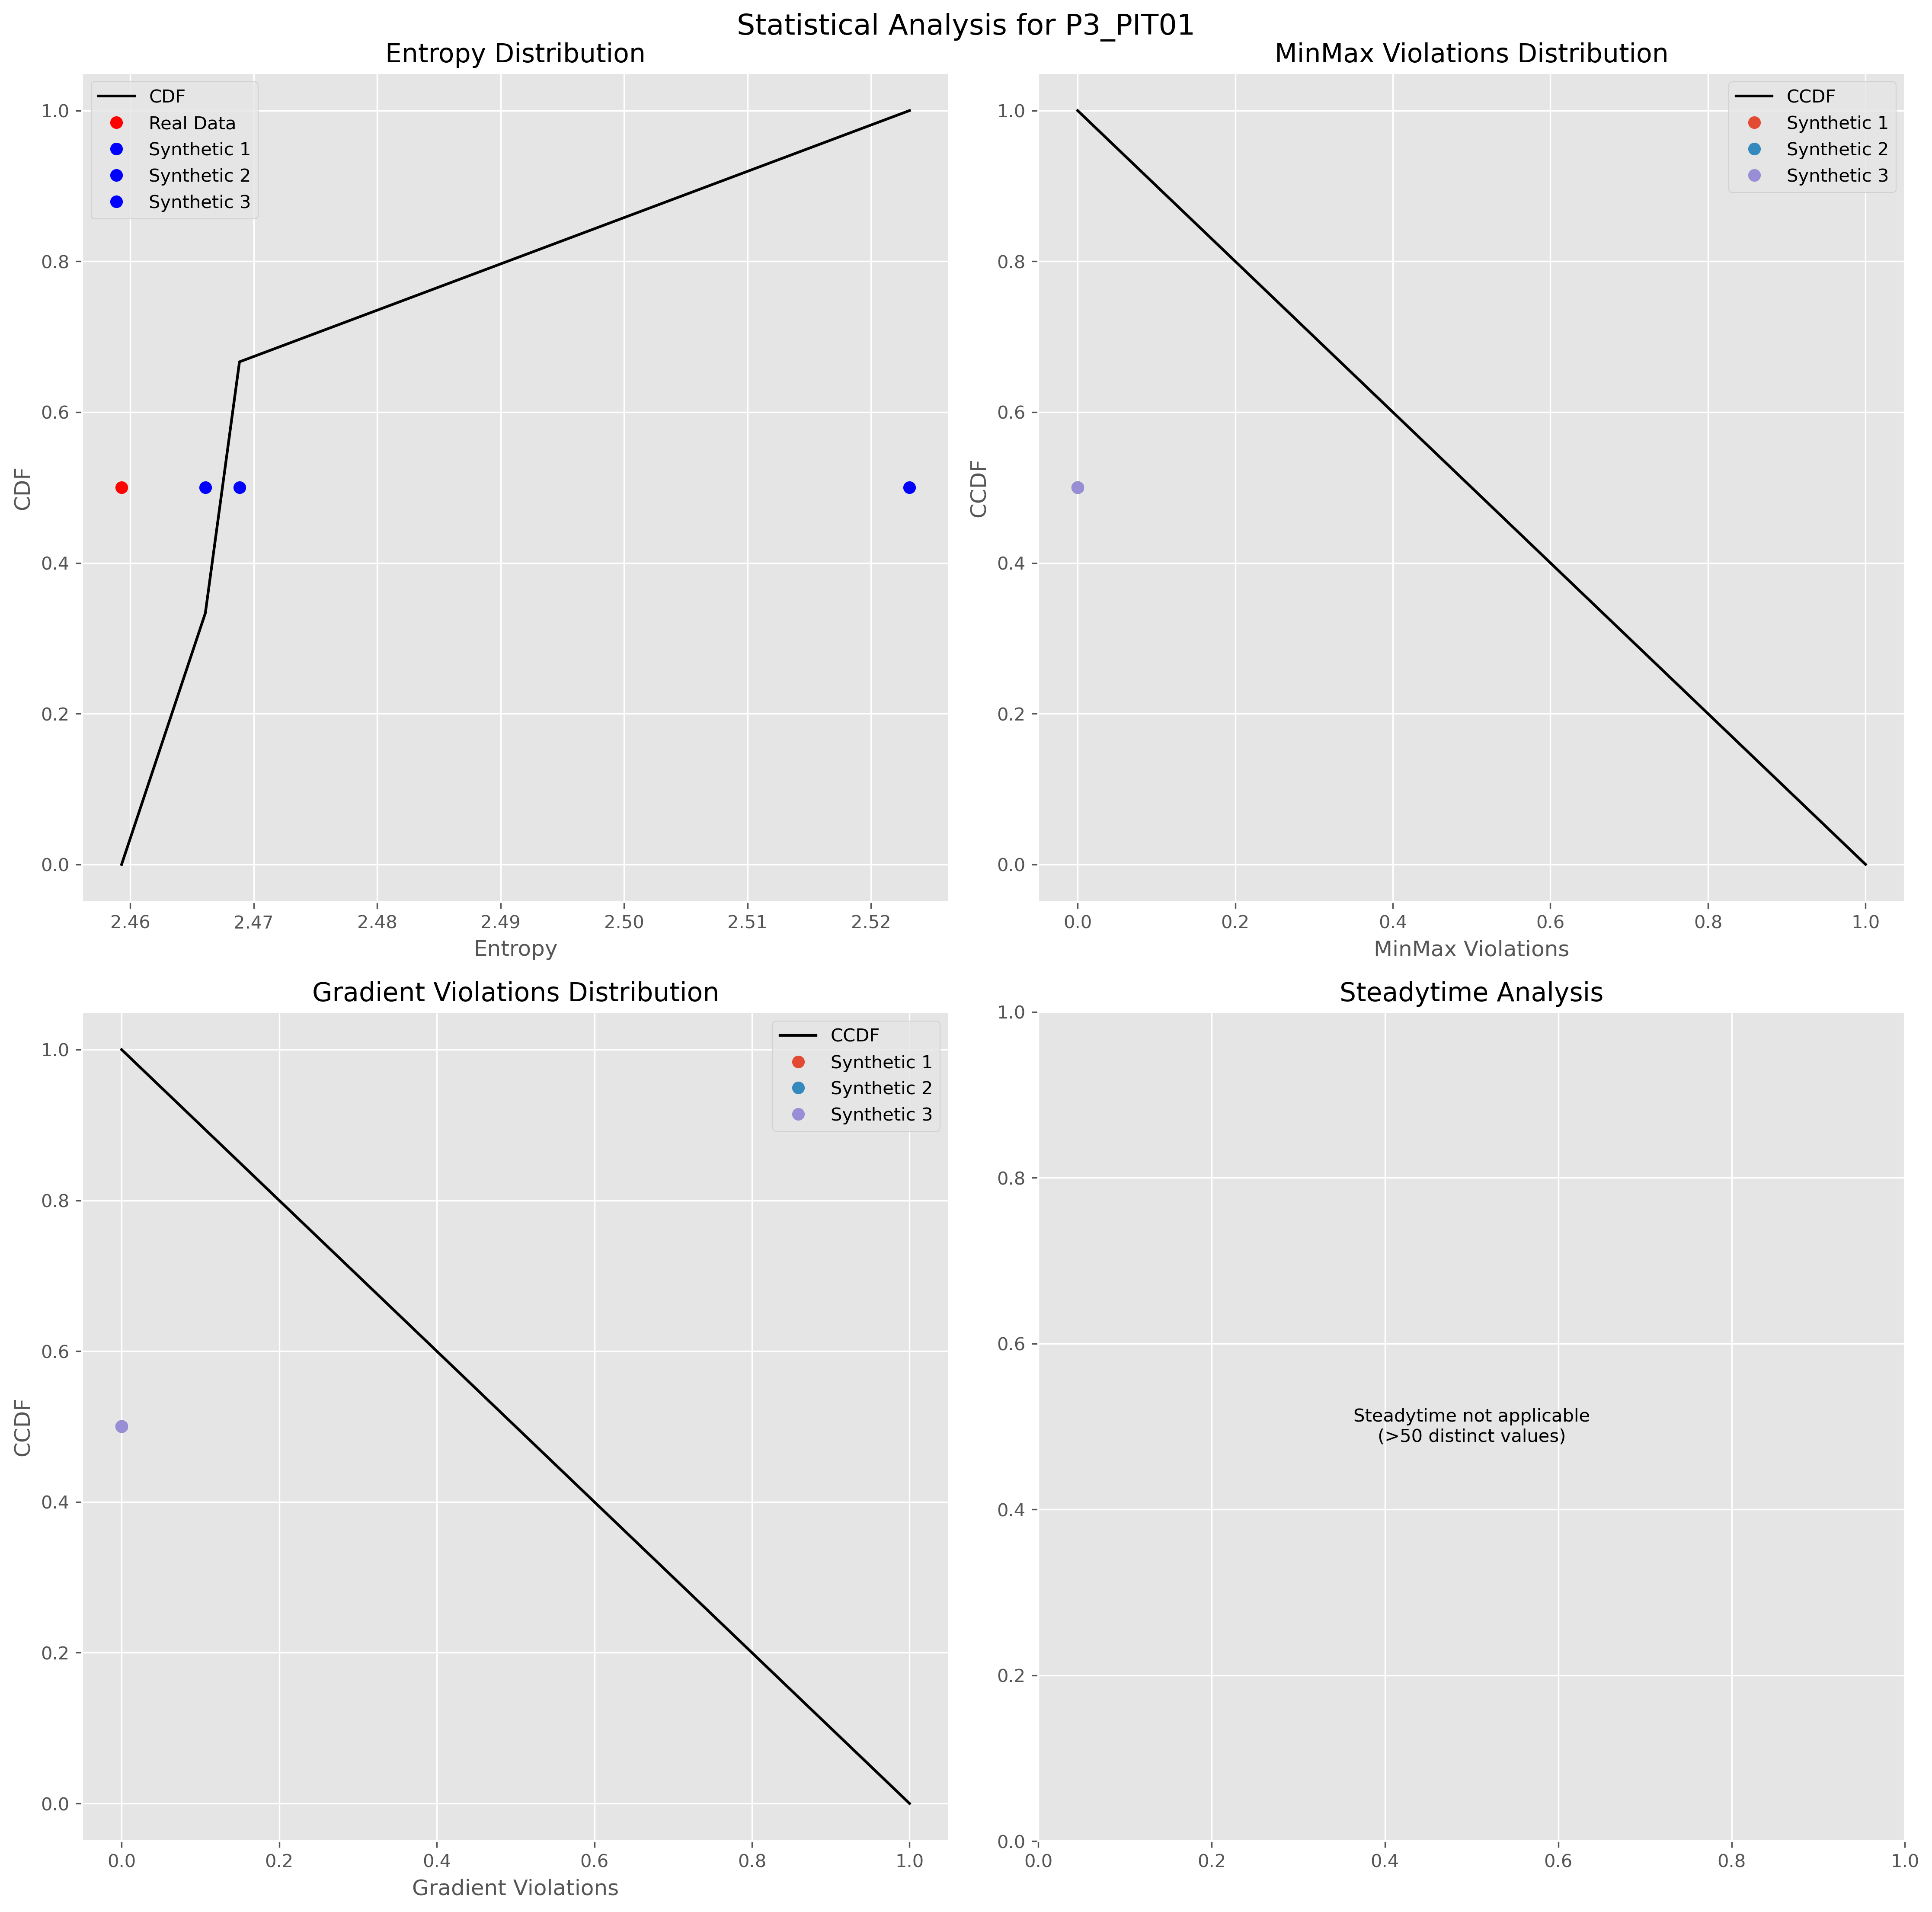 Statistical Analysis for P3_PIT01
Entropy Distribution
CDF
Real Data
Synthetic 1
Synthetic 2
Synthetic 3
1.0
0.8
0.6
0.4
0.2
0.0
CDF
2.46 2.47 2.48 2.49 2.50 2.51 2.52
Entropy
MinMax Violations Distribution
CCDF
Synthetic 1
Synthetic 2
Synthetic 3
1.0
0.8
0.6
0.4
0.2
0.0
CCDF
0.0 0.2 0.4 0.6 0.8 1.0
MinMax Violations
Gradient Violations Distribution
CCDF
Synthetic 1
Synthetic 2
Synthetic 3
1.0
0.8
0.6
0.4
0.2
0.0
CCDF
0.0 0.2 0.4 0.6 0.8 1.0
Gradient Violations
Steadytime Analysis
1.0
0.8
0.6
0.4
0.2
0.0
Steadytime not applicable
(>50 distinct values)
0.0 0.2 0.4 0.6 0.8 1.0